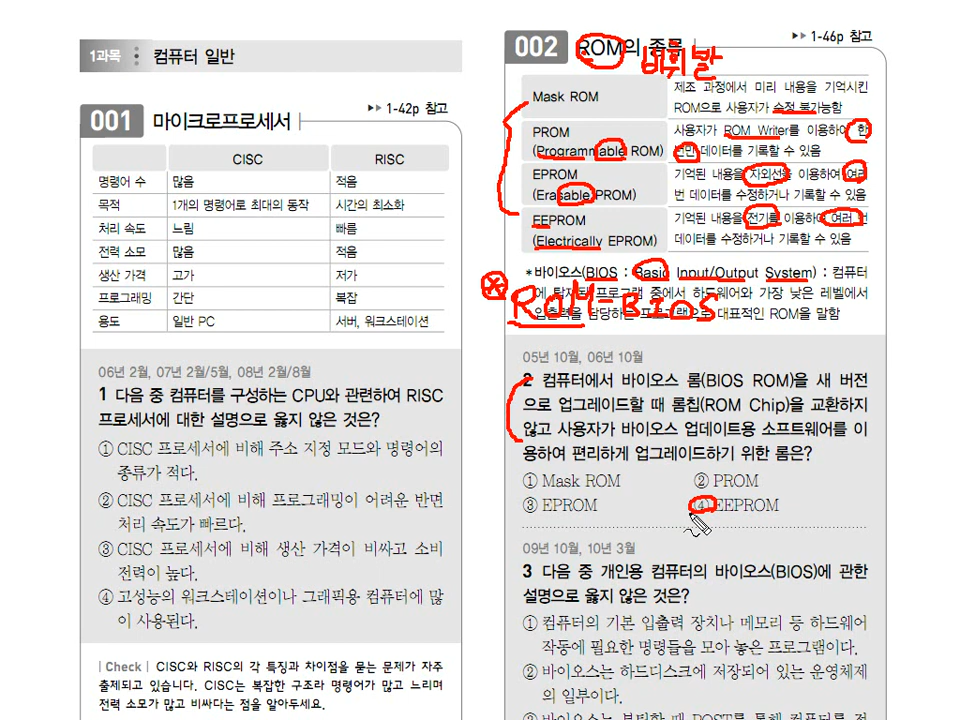 1과목 컴퓨터 일반
001 마이크로프로세서 ▶▶ 1-42p 참고
CISC RISC
명령어 수 많음 적음
목적 1개의 명령어로 최대의 동작 시간의 최소화
처리 속도 느림 빠름
전력 소모 많음 적음
생산 가격 고가 저가
프로그래밍 간단 복잡
용도 일반 PC 서버, 워크스테이션
06년 2월, 07년 2월/5월, 08년 2월/8월
1 다음 중 컴퓨터를 구성하는 CPU와 관련하여 RISC
프로세서에 대한 설명으로 옳지 않은 것은?
① CISC 프로세서에 비해 주소 지정 모드와 명령어의
종류가 적다.
② CISC 프로세서에 비해 프로그래밍이 어려운 반면
처리 속도가 빠르다.
③ CISC 프로세서에 비해 생산 가격이 비싸고 소비
전력이 높다.
④ 고성능의 워크스테이션이나 그래픽용 컴퓨터에 많
이 사용된다.
| Check | CISC와 RISC의 각 특징과 차이점을 묻는 문제가 자주
출제되고 있습니다. CISC는 복잡한 구조라 명령어가 많고 느리며
전력 소모가 많고 비싸다는 점을 알아두세요.
002 ROM의 종류 ▶▶ 1-46p 참고
비휘발
Mask ROM 제조 과정에서 미리 내용을 기억시킨
ROM으로 사용자가 수정 불가능함
PROM 사용자가 ROM Writer를 이용하여 한
(Programmable ROM) 번만 데이터를 기록할 수 있음
EPROM 기억된 내용을 자외선을 이용하여 여러
(Erasable PROM) 번 데이터를 수정하거나 기록할 수 있음
EEPROM 기억된 내용을 전기를 이용하여 여러 번
(Electrically EPROM) 데이터를 수정하거나 기록할 수 있음
*바이오스(BIOS : Basic Input/Output System) : 컴퓨터
ROM-BIOS
에 탑재된 프로그램 중에서 하드웨어와 가장 낮은 레벨에서
입출력을 담당하는 프로그램으로 대표적인 ROM을 말함
05년 10월, 06년 10월
2 컴퓨터에서 바이오스 롬(BIOS ROM)을 새 버전
으로 업그레이드할 때 롬칩(ROM Chip)을 교환하지
않고 사용자가 바이오스 업데이트용 소프트웨어를 이
용하여 편리하게 업그레이드하기 위한 롬은?
① Mask ROM ② PROM
③ EPROM ④ EEPROM
09년 10월, 10년 3월
3 다음 중 개인용 컴퓨터의 바이오스(BIOS)에 관한
설명으로 옳지 않은 것은?
① 컴퓨터의 기본 입출력 장치나 메모리 등 하드웨어
작동에 필요한 명령들을 모아 놓은 프로그램이다.
② 바이오스는 하드디스크에 저장되어 있는 운영체제
의 일부이다.